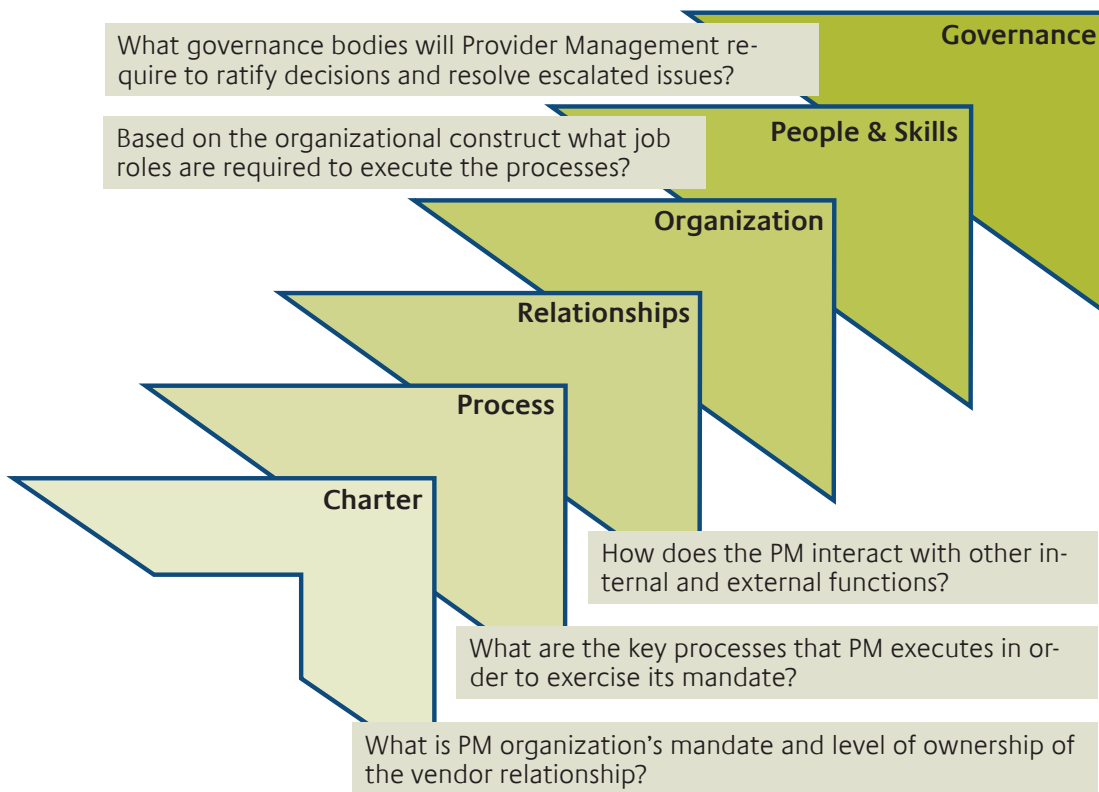 Governance
What governance bodies will Provider Management re-
quire to ratify decisions and resolve escalated issues?
People & Skills
Based on the organizational construct what job
roles are required to execute the processes?
Organization
Relationships
Process
Charter
How does the PM interact with other in-
ternal and external functions?
What are the key processes that PM executes in or-
der to exercise its mandate?
What is PM organization’s mandate and level of ownership of
the vendor relationship?